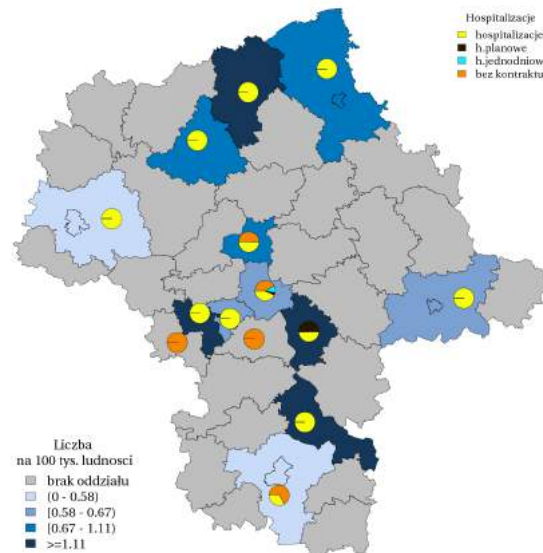 Hospitalizacje
hospitalizacje
h.planowe
h.jednodniow
bez kontraktu
Liczba
na 100 tys. ludnosci
brak oddziału
(0 - 0.58)
[0.58 - 0.67)
[0.67 - 1.11)
>=1.11